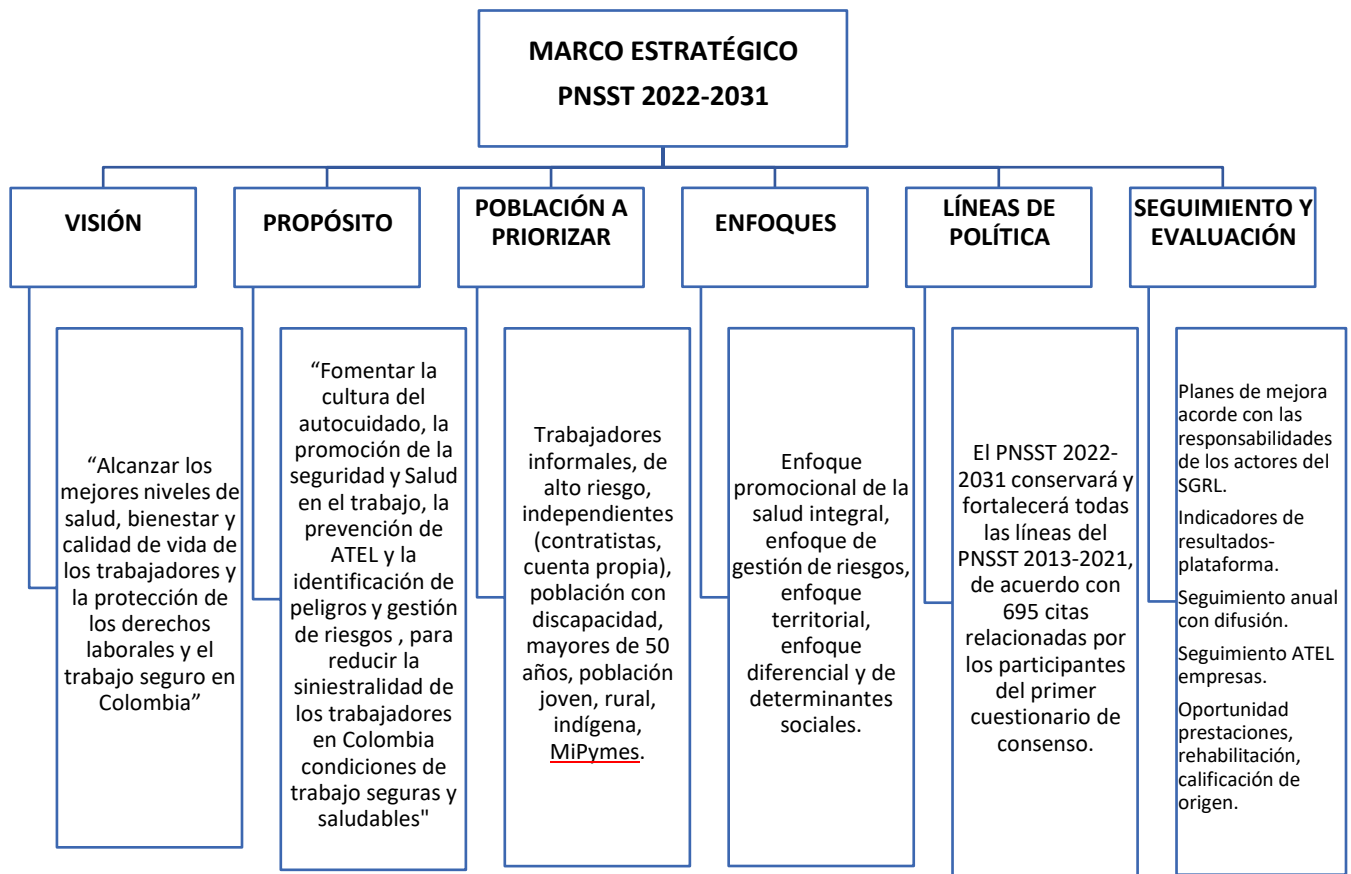 MARCO ESTRATÉGICO
PNSST 2022-2031
VISIÓN
PROPÓSITO
POBLACIÓN A
PRIORIZAR
ENFOQUES
LÍNEAS DE
POLÍTICA
SEGUIMIENTO Y
EVALUACIÓN
“Alcanzar los
mejores niveles de
salud, bienestar y
calidad de vida de
los trabajadores y
la protección de
los derechos
laborales y el
trabajo seguro en
Colombia”
“Fomentar la
cultura del
autocuidado, la
promoción de la
seguridad y Salud
en el trabajo, la
prevención de
ATEL y la
identificación de
peligros y gestión
de riesgos , para
reducir la
siniestralidad de
los trabajadores
en Colombia
condiciones de
trabajo seguras y
saludables"
Trabajadores
informales, de
alto riesgo,
independientes
(contratistas,
cuenta propia),
población con
discapacidad,
mayores de 50
años, población
joven, rural,
indígena,
MiPymes.
Enfoque
promocional de la
salud integral,
enfoque de
gestión de riesgos,
enfoque
territorial,
enfoque
diferencial y de
determinantes
sociales.
El PNSST 2022-
2031 conservará y
fortalecerá todas
las líneas del
PNSST 2013-2021,
de acuerdo con
695 citas
relacionadas por
los participantes
del primer
cuestionario de
consenso.
Planes de mejora
acorde con las
responsabilidades
de los actores del
SGRL.
Indicadores de
resultados-
plataforma.
Seguimiento anual
con difusión.
Seguimiento ATEL
empresas.
Oportunidad
prestaciones,
rehabilitación,
calificación de
origen.